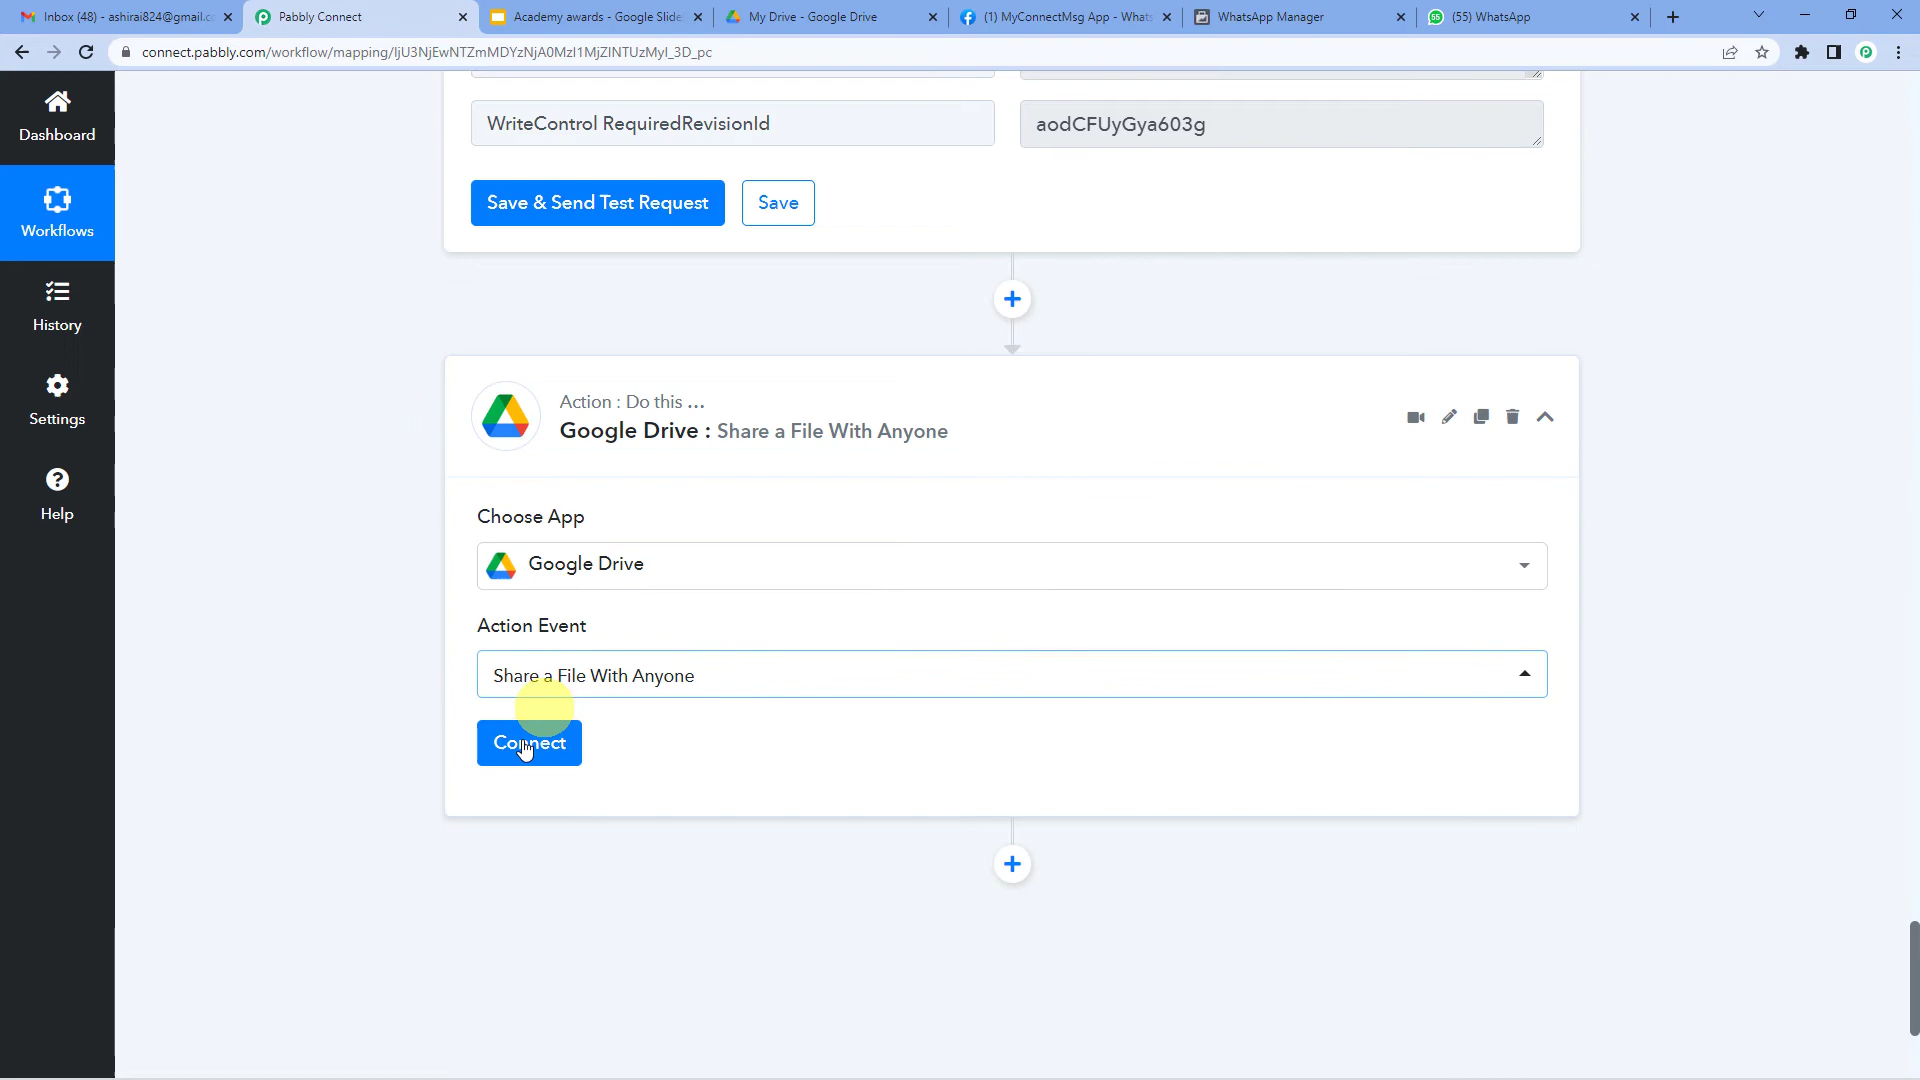 Inbox (48) - ashirai824@gmail.c
Pabbly Connect
Academy awards - Google Slide
My Drive - Google Drive
(1) MyConnectMsg App - Whats
WhatsApp Manager
(55) WhatsApp
connect.pabbly.com/workflow/mapping/IjU3NjEwNTZmMDYzNjA0MzI1MjZlNTUzMyI_3D_pc
Dashboard
Workflows
History
Settings
Help
WriteControl RequiredRevisionId
aodCFUyGya603g
Save & Send Test Request
Save
Action : Do this ...
Google Drive : Share a File With Anyone
Choose App
Google Drive
Action Event
Share a File With Anyone
Connect